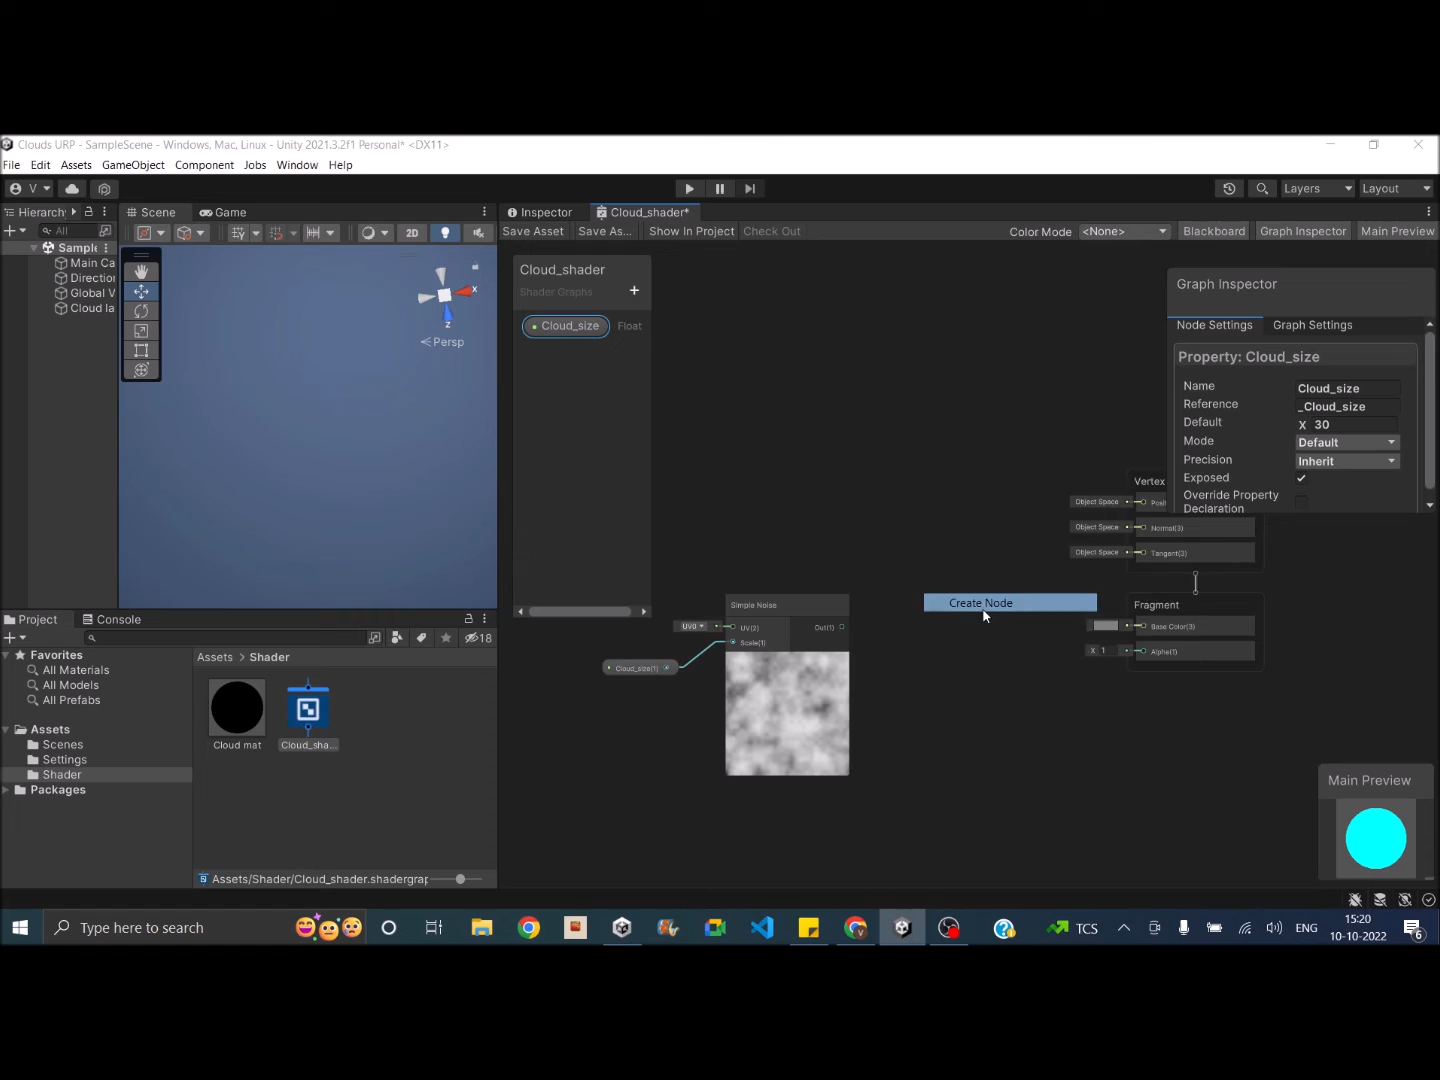 Clouds URP - SampleScene - Windows, Mac, Linux - Unity 2021.3.2f1 Personal* <DX11>
File Edit Assets GameObject Component Jobs Window Help
V
Layers
Layout
Hierarchy
Scene
Game
Inspector
Cloud_shader*
All
2D
Save Asset
Save As...
Show In Project
Check Out
Color Mode
<None>
Blackboard
Graph Inspector
Main Preview
Sample
Main Ca
Direction
Global V
Cloud la
X
Z
< Persp
Cloud_shader
Shader Graphs
+
Cloud_size
Float
Graph Inspector
Node Settings
Graph Settings
Property: Cloud_size
Name
Cloud_size
Reference
_Cloud_size
Default
X 30
Mode
Default
Precision
Inherit
Exposed
Override Property
Declaration
Vertex
Object Space
Object Space
Normal(3)
Object Space
Tangent(3)
Create Node
Simple Noise
UV0
UV(2)
Out(1)
Scale(1)
Cloud_size(1)
Fragment
Base Color(3)
X 1
Alpha(1)
Project
Console
18
Favorites
All Materials
All Models
All Prefabs
Assets
Scenes
Settings
Shader
Packages
Assets > Shader
Cloud mat
Cloud_sha...
Assets/Shader/Cloud_shader.shadergrap
Main Preview
Type here to search
TCS
ENG
15:20
10-10-2022
6